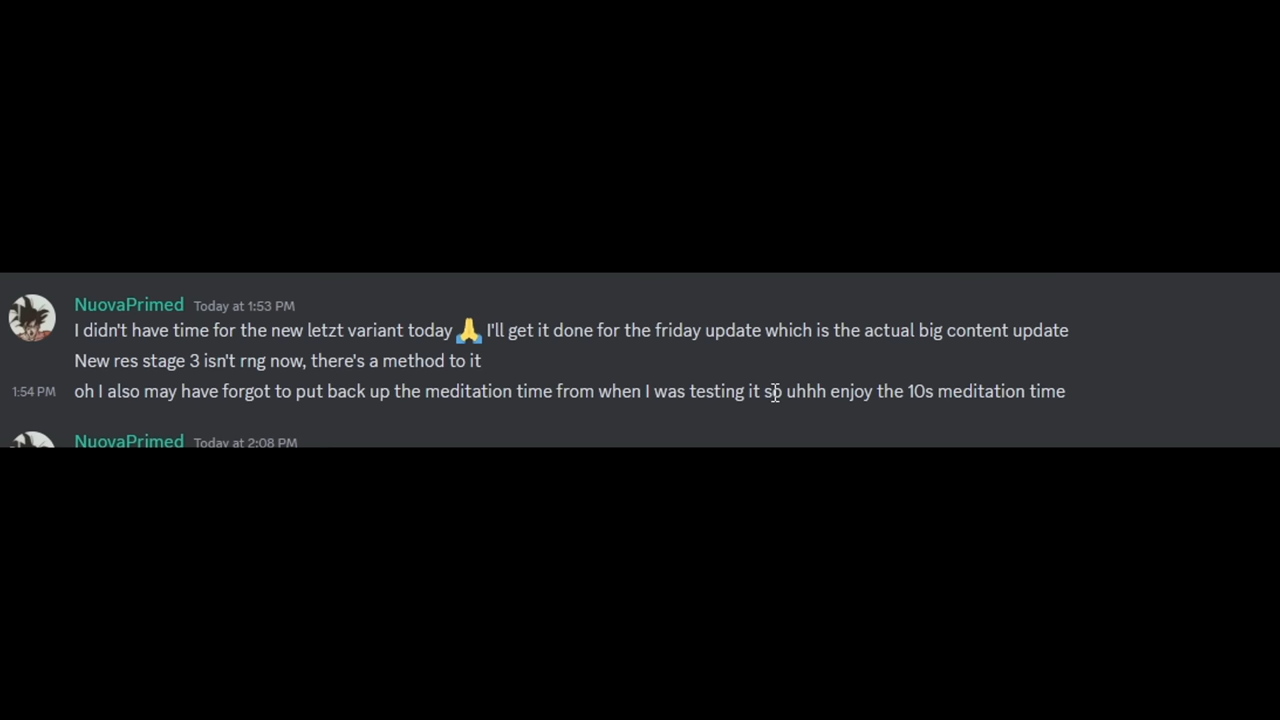 NuovaPrimed Today at 1:53 PM
I didn't have time for the new letzt variant today 🙏 I'll get it done for the friday update which is the actual big content update
New res stage 3 isn't rng now, there's a method to it
1:54 PM oh I also may have forgot to put back up the meditation time from when I was testing it so uhhh enjoy the 10s meditation time
NuovaPrimed Today at 2:08 PM